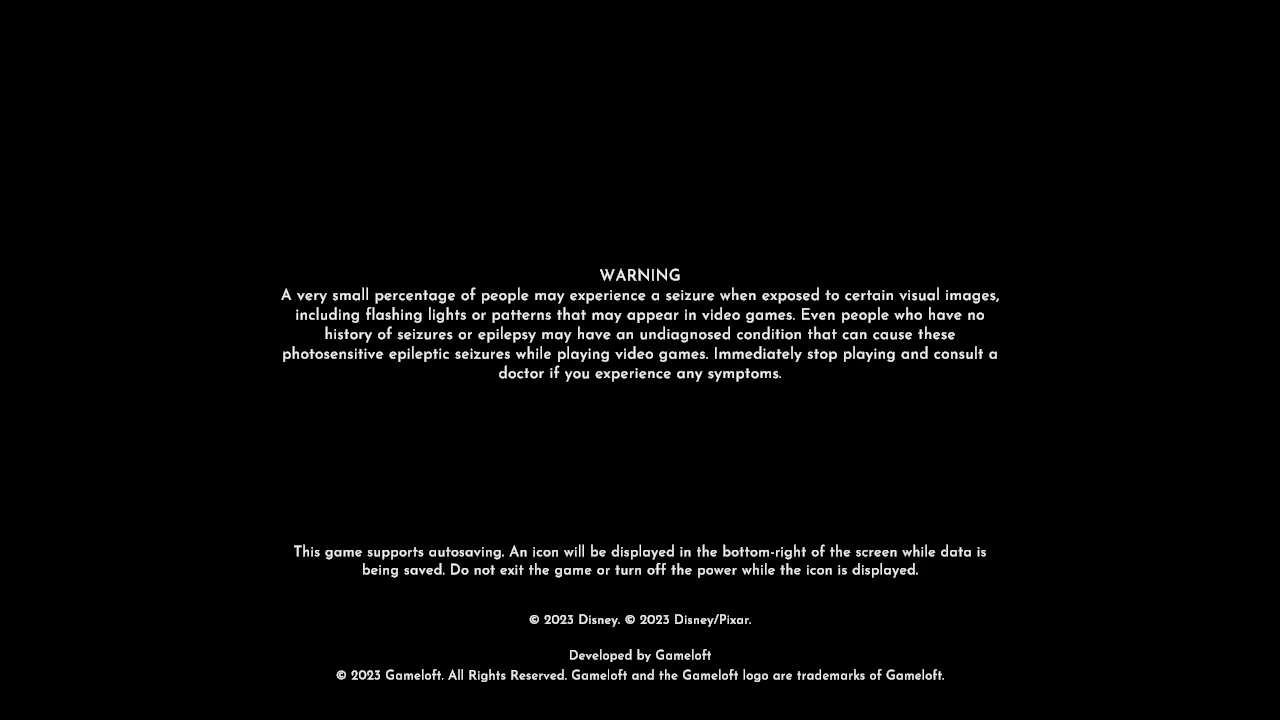 WARNING
A very small percentage of people may experience a seizure when exposed to certain visual images,
including flashing lights or patterns that may appear in video games. Even people who have no
history of seizures or epilepsy may have an undiagnosed condition that can cause these
photosensitive epileptic seizures while playing video games. Immediately stop playing and consult a
doctor if you experience any symptoms.
This game supports autosaving. An icon will be displayed in the bottom-right of the screen while data is
being saved. Do not exit the game or turn off the power while the icon is displayed.
© 2023 Disney. © 2023 Disney/Pixar.
Developed by Gameloft
© 2023 Gameloft. All Rights Reserved. Gameloft and the Gameloft logo are trademarks of Gameloft.